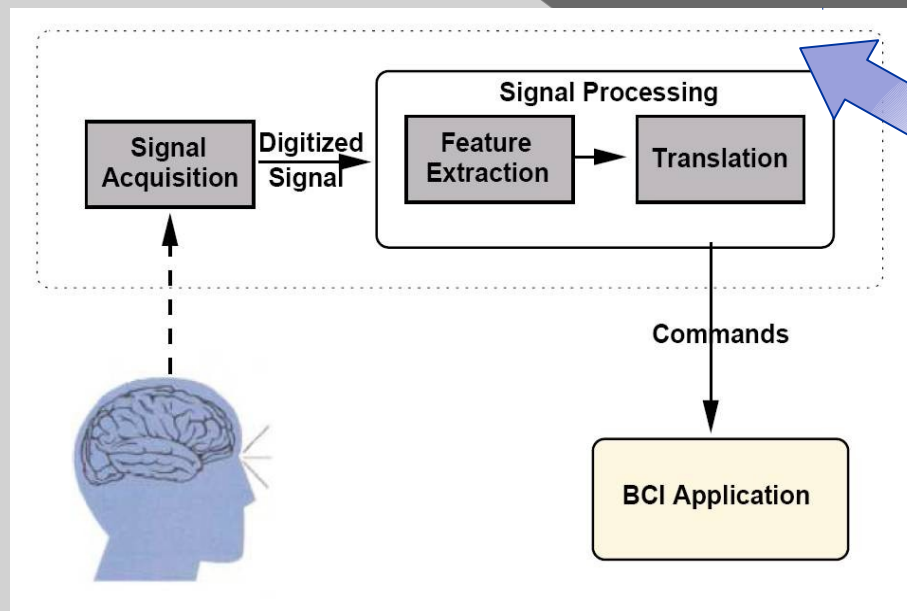 Signal Processing
Signal
Acquisition
Digitized
Signal
Feature
Extraction
Translation
Commands
BCI Application